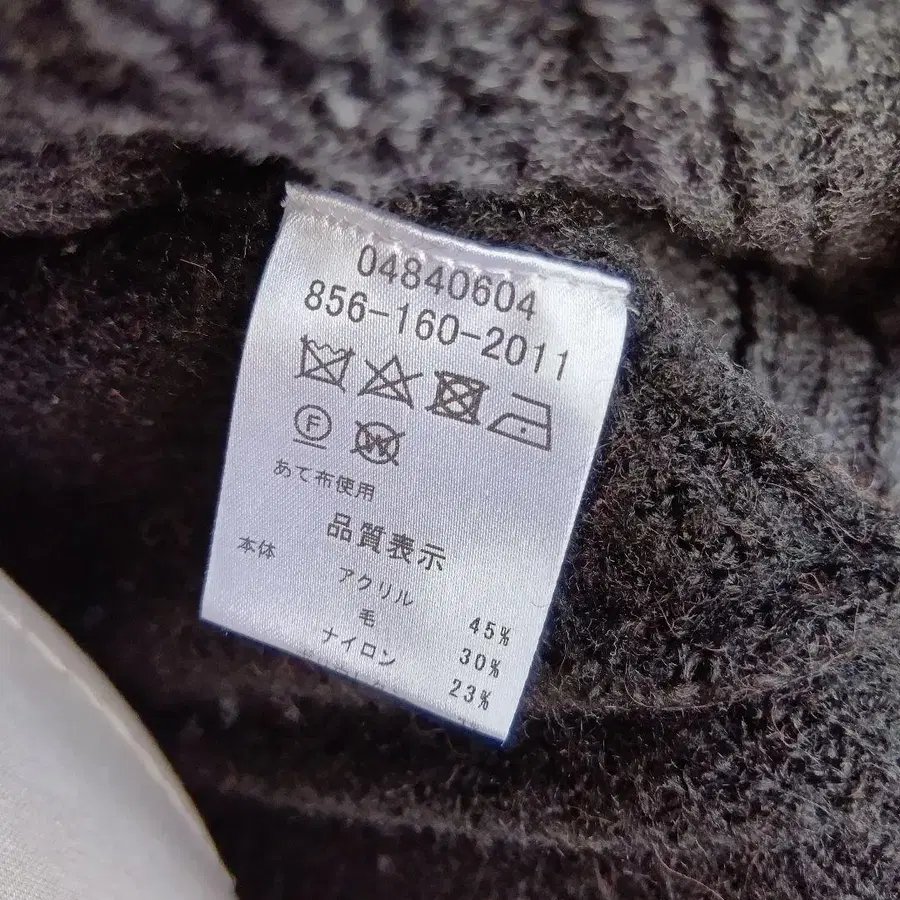 04840604
856-160-2011
F W
あて布使用
品質表示
本体
アクリル 45%
毛 30%
ナイロン 23%